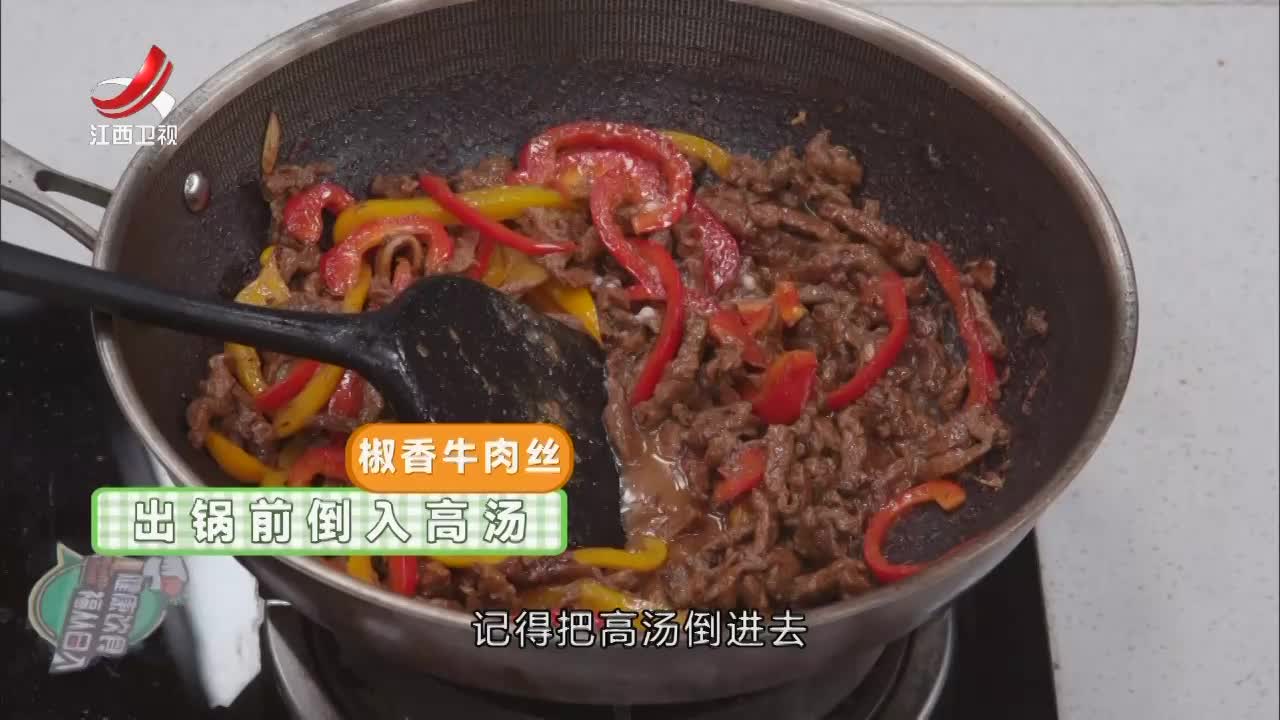 江西卫视
椒香牛肉丝
出锅前倒入高汤
记得把高汤倒进去